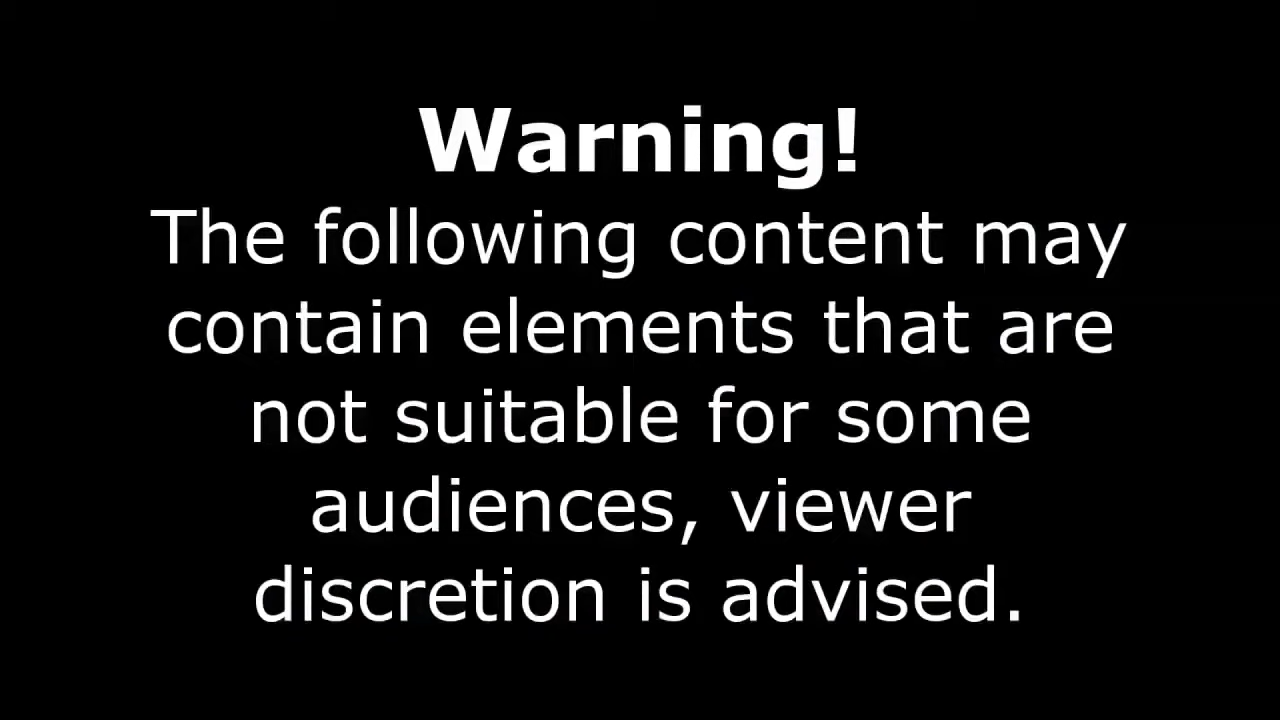 Warning!
The following content may
contain elements that are
not suitable for some
audiences, viewer
discretion is advised.